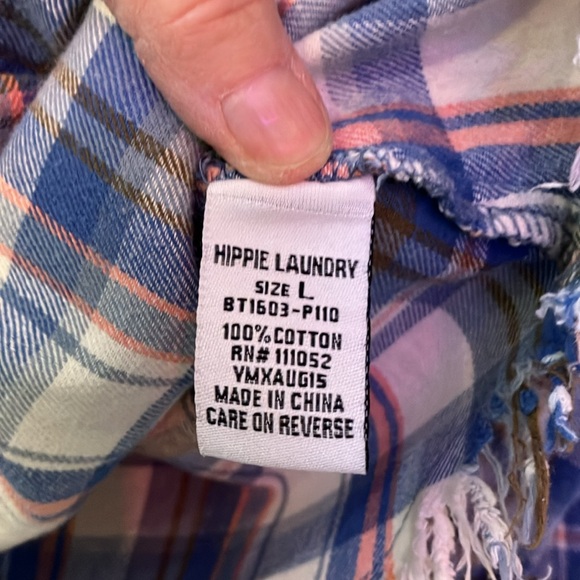 HIPPIE LAUNDRY
SIZE L
BT1603-P110
100% COTTON
RN# 111052
YMXAUG15
MADE IN CHINA
CARE ON REVERSE